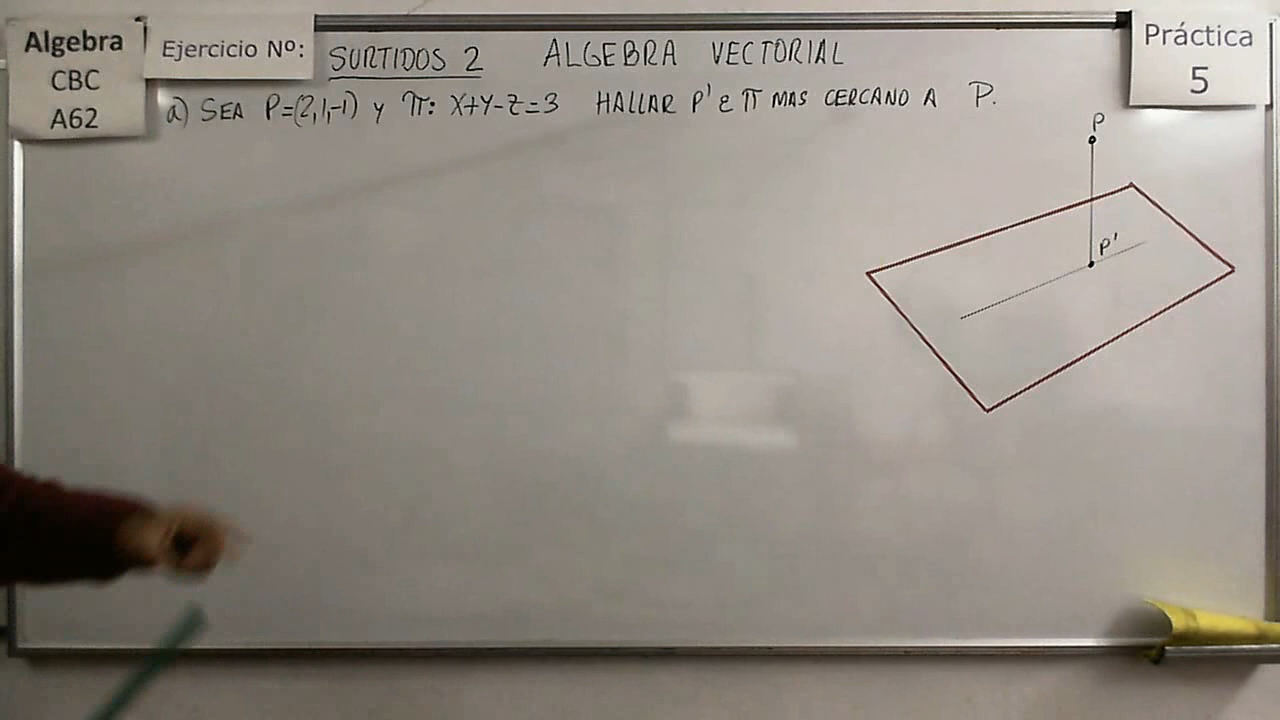 Algebra
CBC
A62
Ejercicio Nº:
SURTIDOS 2 ALGEBRA VECTORIAL
Práctica
5
a) SEA P=(2,1,-1) y π: X+Y-Z=3 HALLAR P' ε π MAS CERCANO A P.
P
P'